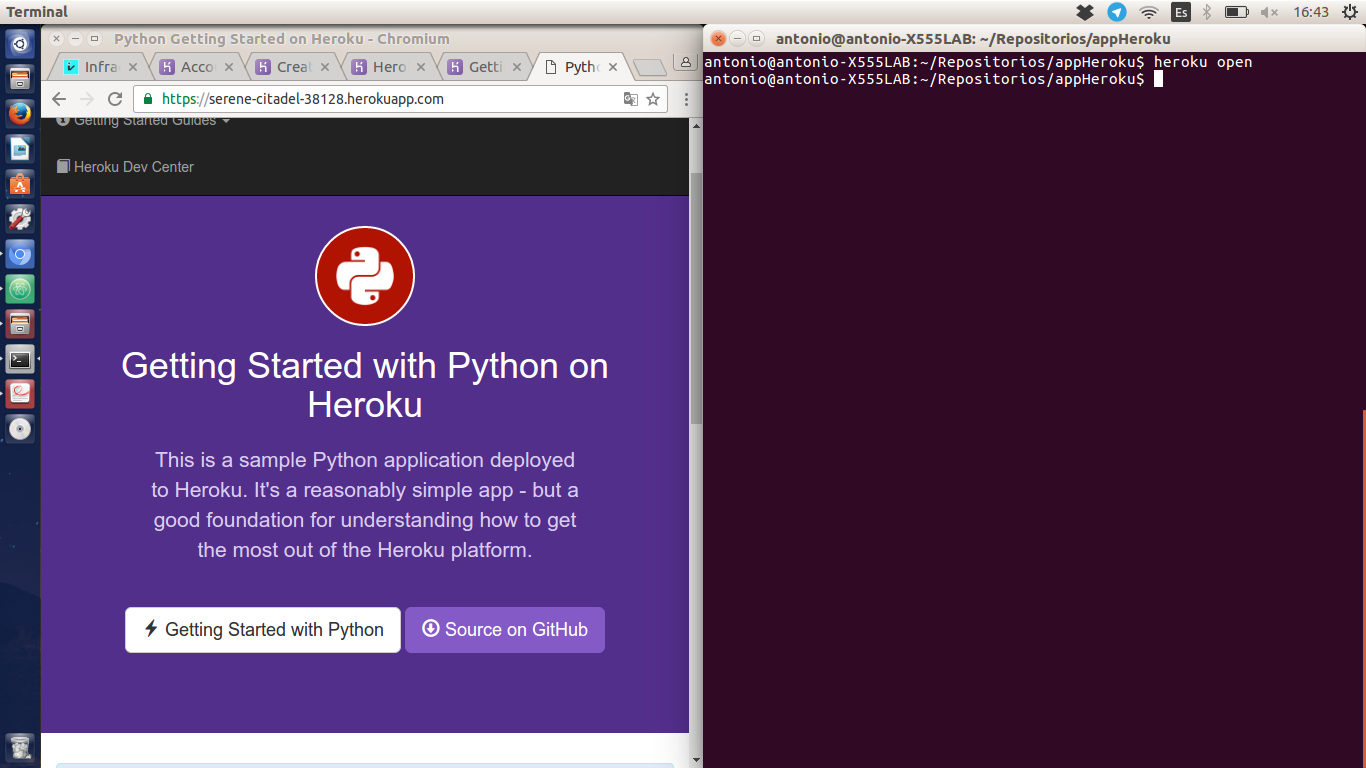 Terminal
Es
16:43
Python Getting Started on Heroku - Chromium
Infra
Acco
Creat
Hero
Getti
Pytho
https://serene-citadel-38128.herokuapp.com
Getting Started Guides
Heroku Dev Center
Getting Started with Python on
Heroku
This is a sample Python application deployed
to Heroku. It's a reasonably simple app - but a
good foundation for understanding how to get
the most out of the Heroku platform.
Getting Started with Python
Source on GitHub
antonio@antonio-X555LAB: ~/Repositorios/appHeroku
antonio@antonio-X555LAB:~/Repositorios/appHeroku$ heroku open
antonio@antonio-X555LAB:~/Repositorios/appHeroku$